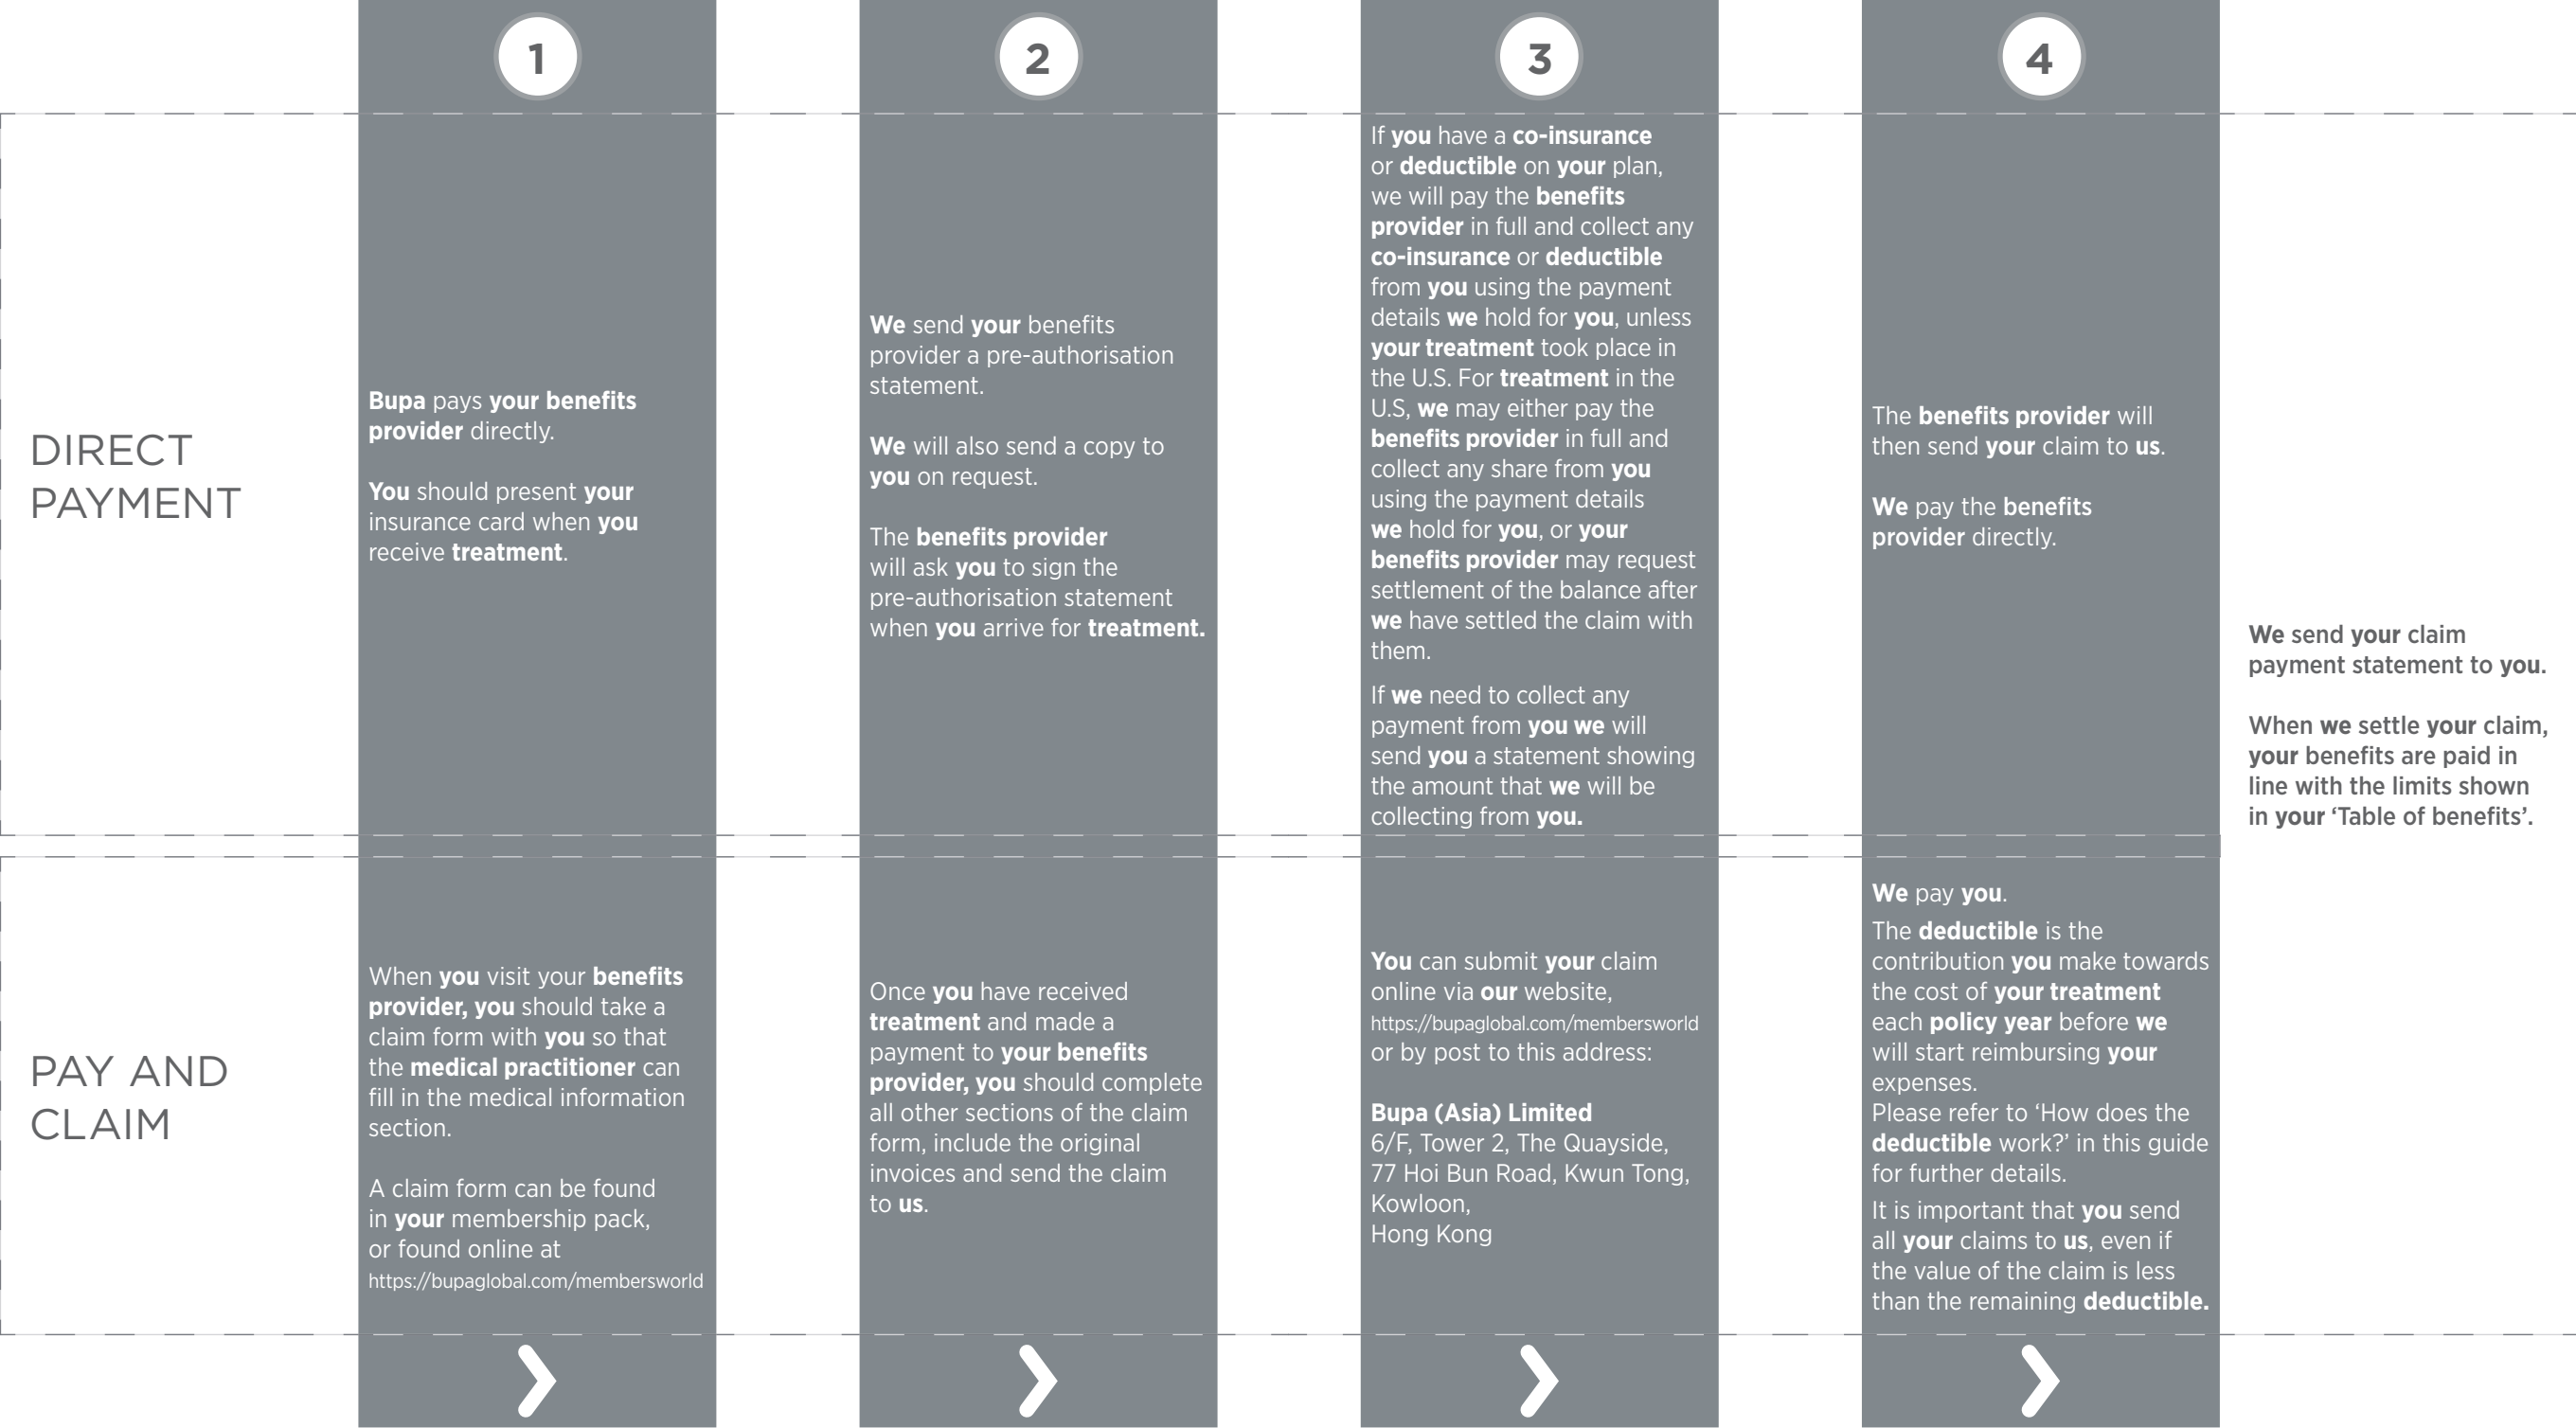 1
2
3
4
DIRECT
PAYMENT
Bupa pays your benefits
provider directly.
You should present your
insurance card when you
receive treatment.
We send your benefits
provider a pre-authorisation
statement.
We will also send a copy to
you on request.
The benefits provider
will ask you to sign the
pre-authorisation statement
when you arrive for treatment.
If you have a co-insurance
or deductible on your plan,
we will pay the benefits
provider in full and collect any
co-insurance or deductible
from you using the payment
details we hold for you, unless
your treatment took place in
the U.S. For treatment in the
U.S, we may either pay the
benefits provider in full and
collect any share from you
using the payment details
we hold for you, or your
benefits provider may request
settlement of the balance after
we have settled the claim with
them.
If we need to collect any
payment from you we will
send you a statement showing
the amount that we will be
collecting from you.
The benefits provider will
then send your claim to us.
We pay the benefits
provider directly.
We send your claim
payment statement to you.
When we settle your claim,
your benefits are paid in
line with the limits shown
in your ‘Table of benefits’.
PAY AND
CLAIM
When you visit your benefits
provider, you should take a
claim form with you so that
the medical practitioner can
fill in the medical information
section.
A claim form can be found
in your membership pack,
or found online at
https://bupaglobal.com/membersworld
Once you have received
treatment and made a
payment to your benefits
provider, you should complete
all other sections of the claim
form, include the original
invoices and send the claim
to us.
You can submit your claim
online via our website,
https://bupaglobal.com/membersworld
or by post to this address:
Bupa (Asia) Limited
6/F, Tower 2, The Quayside,
77 Hoi Bun Road, Kwun Tong,
Kowloon,
Hong Kong
We pay you.
The deductible is the
contribution you make towards
the cost of your treatment
each policy year before we
will start reimbursing your
expenses.
Please refer to ‘How does the
deductible work?’ in this guide
for further details.
It is important that you send
all your claims to us, even if
the value of the claim is less
than the remaining deductible.